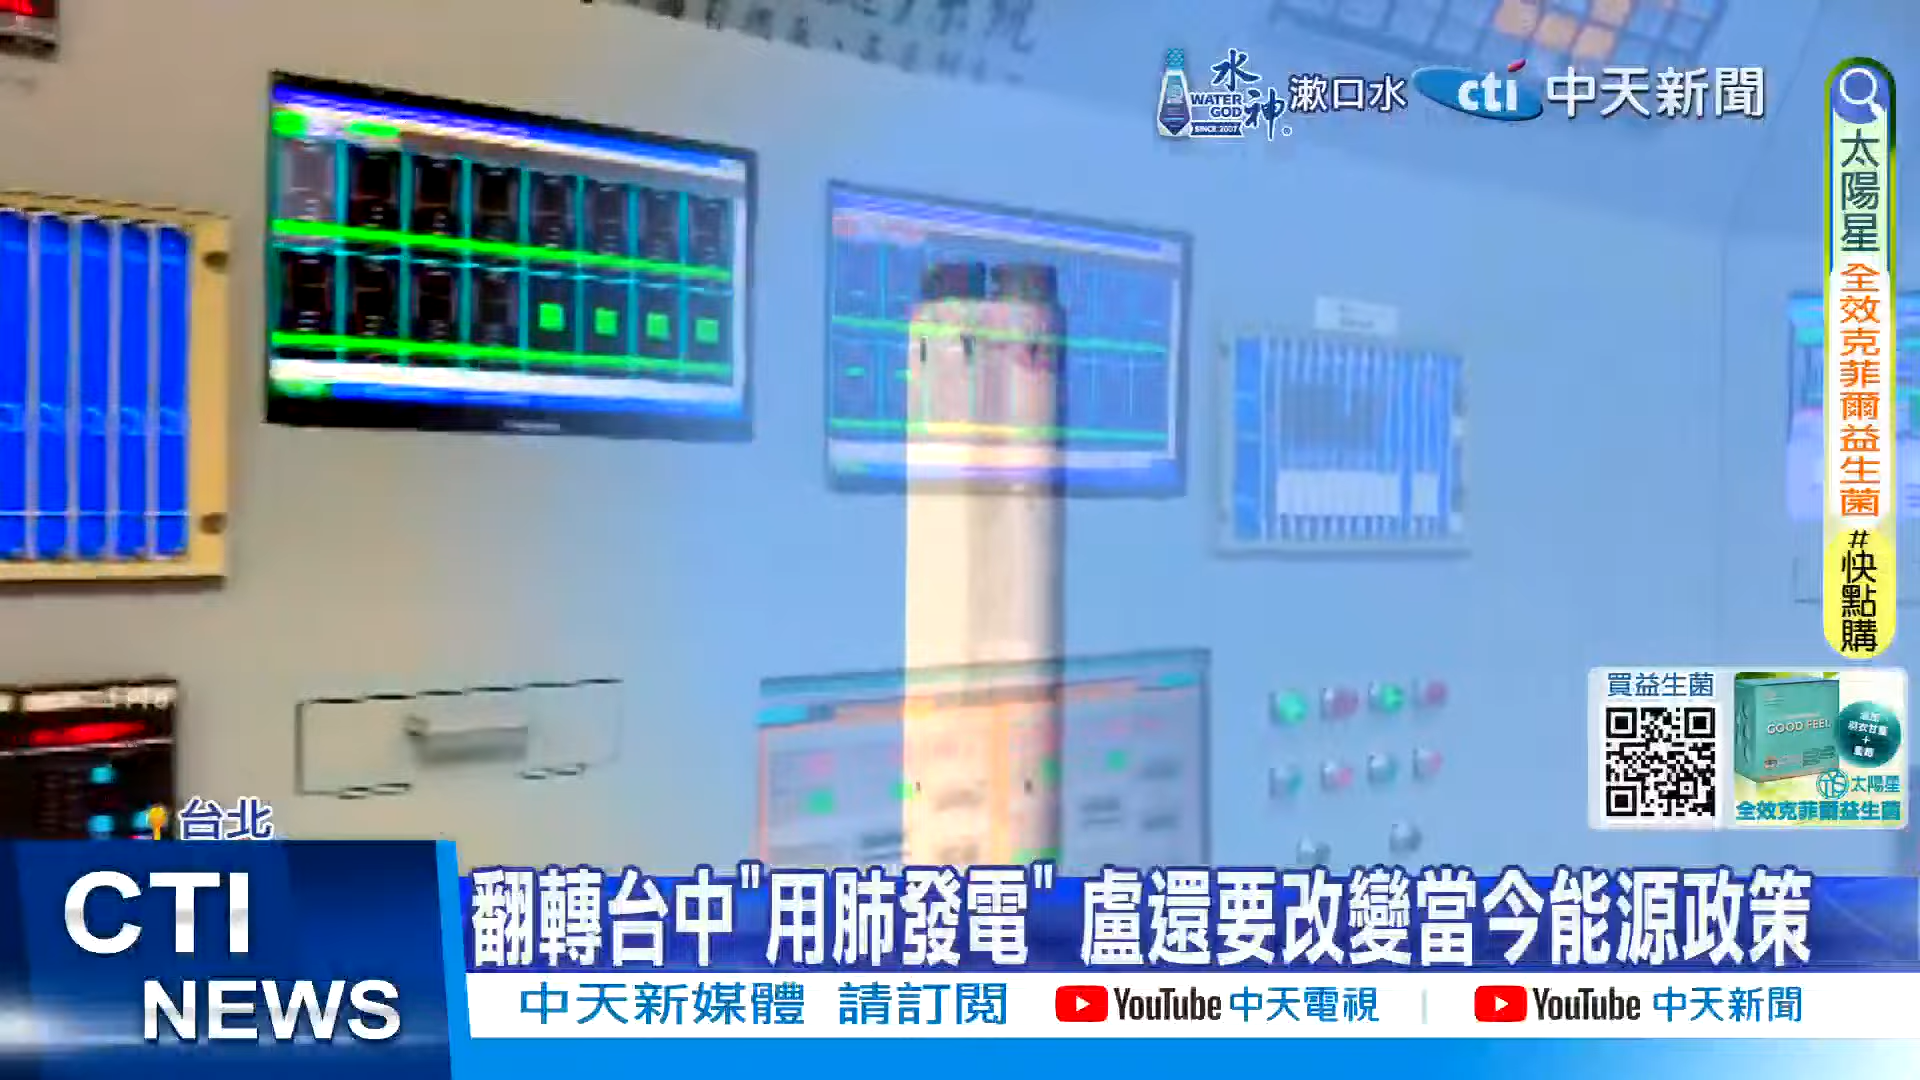 水神
WATER GOD
SINCE 2007
漱口水
cti 中天新聞
太陽星
全效克菲爾益生菌
#快點購
買益生菌
GOOD FEEL
太陽星
全效克菲爾益生菌
台北
CTI NEWS
翻轉台中"用肺發電" 盧還要改變當今能源政策
中天新媒體 請訂閱 YouTube 中天電視 | YouTube 中天新聞